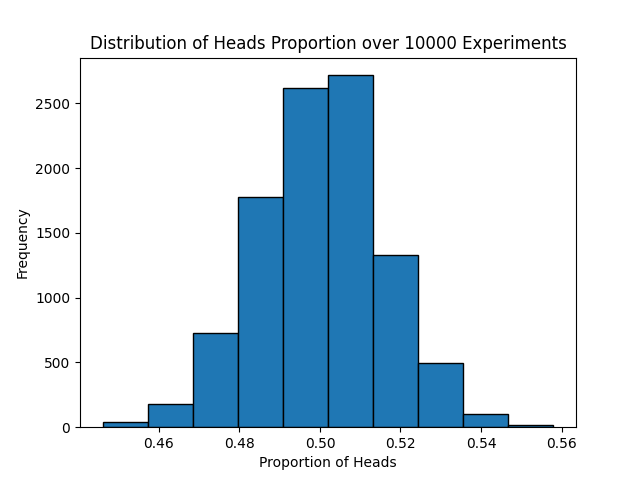 Distribution of Heads Proportion over 10000 Experiments
2500
2000
1500
1000
500
0
Frequency
0.46 0.48 0.50 0.52 0.54 0.56
Proportion of Heads